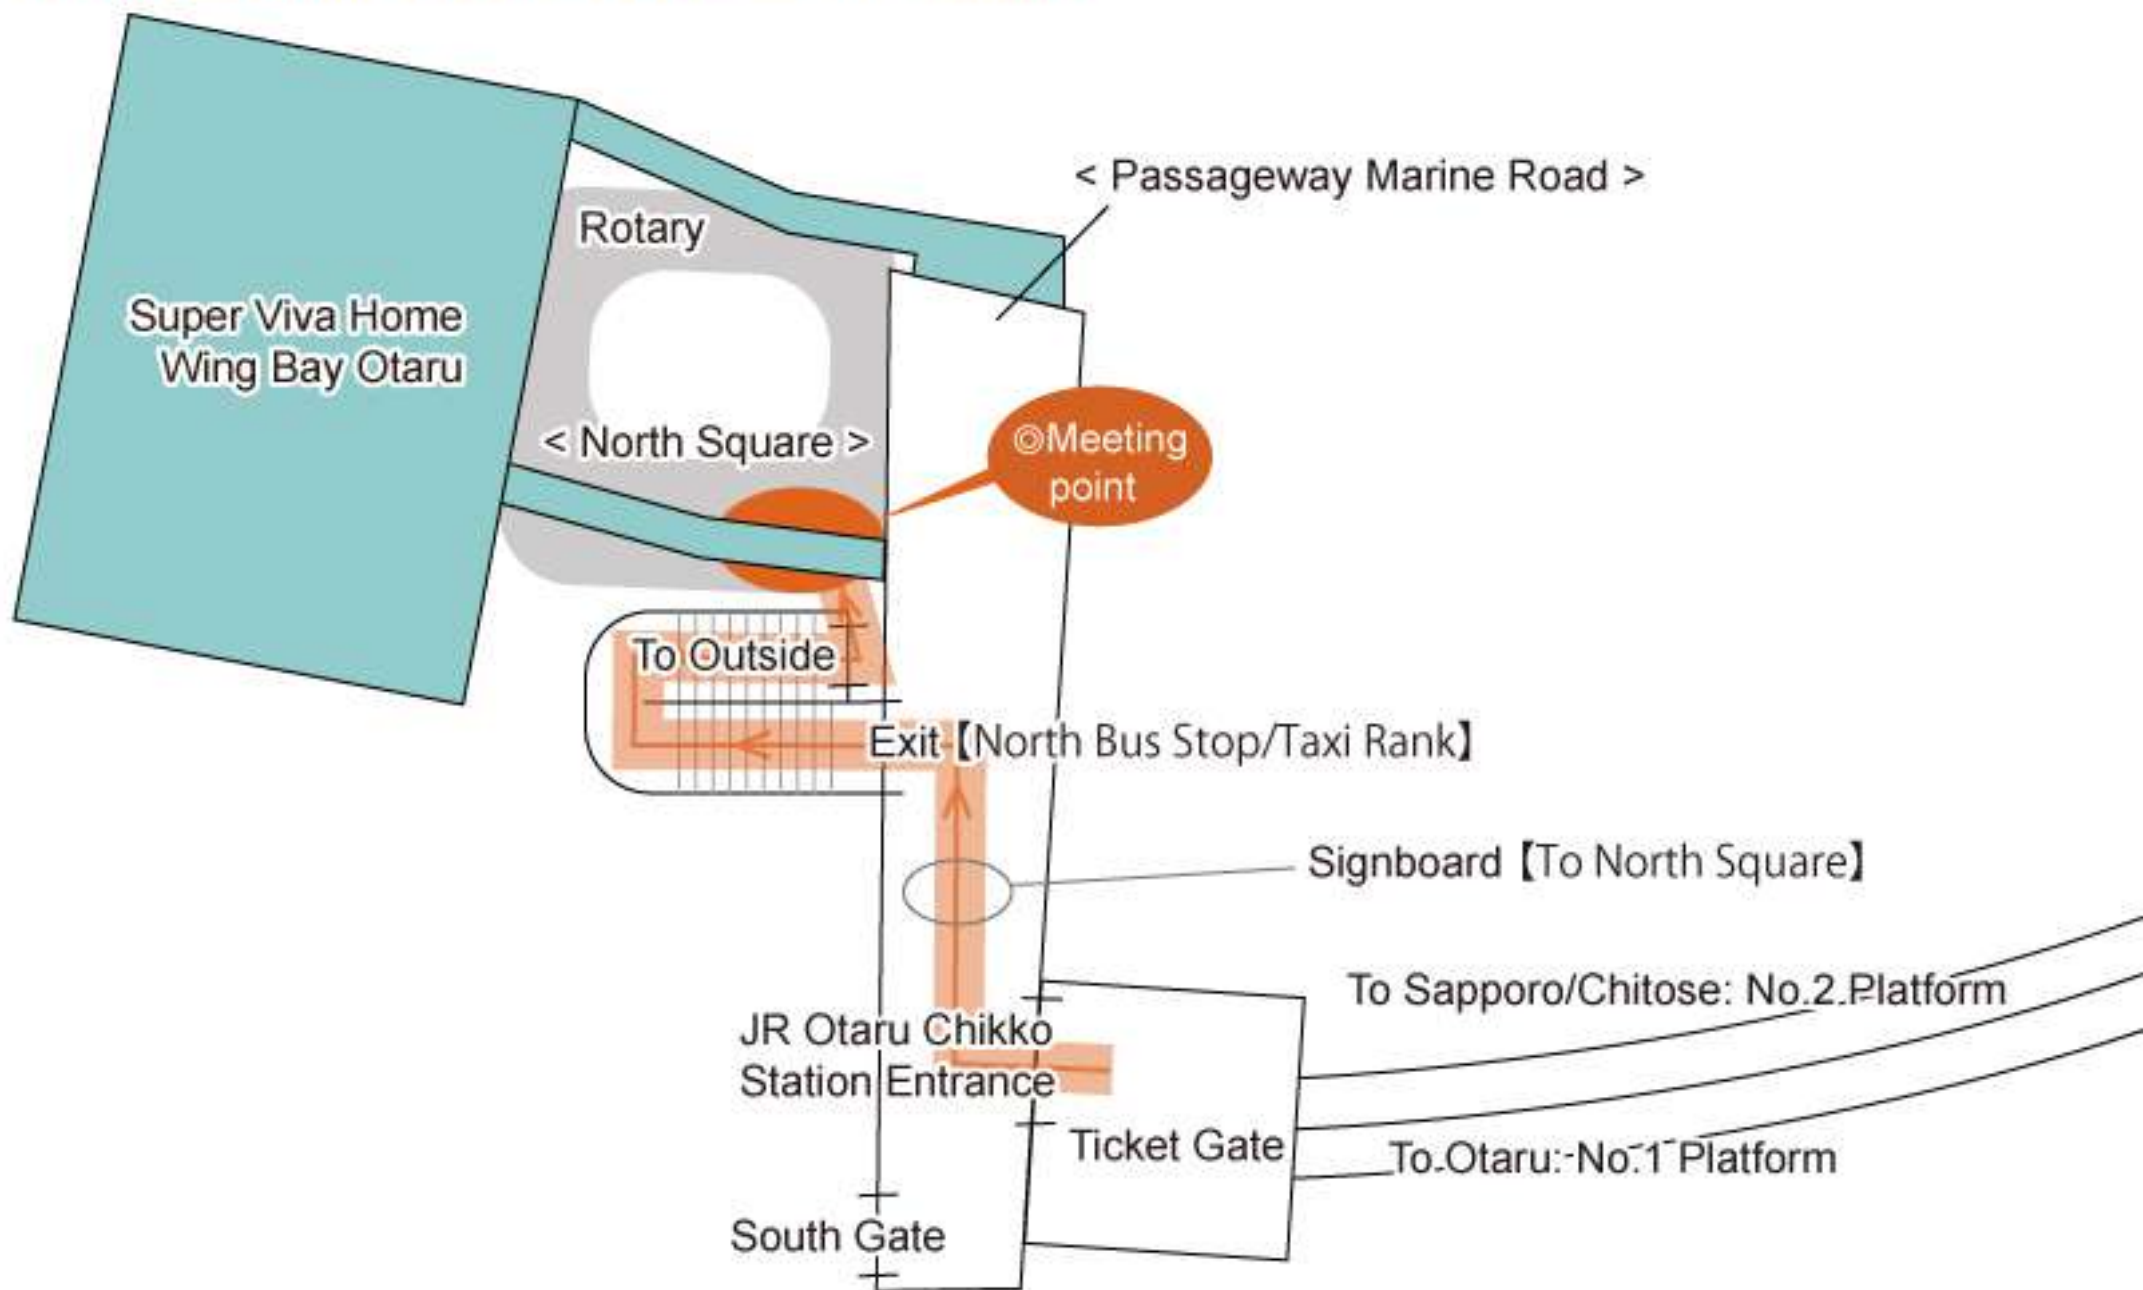 < Passageway Marine Road >
Rotary
Super Viva Home
Wing Bay Otaru
< North Square >
◎Meeting
point
To Outside
Exit【North Bus Stop/Taxi Rank】
Signboard【To North Square】
To Sapporo/Chitose: No.2 Platform
JR Otaru Chikko
Station Entrance
Ticket Gate
To Otaru: No.1 Platform
South Gate